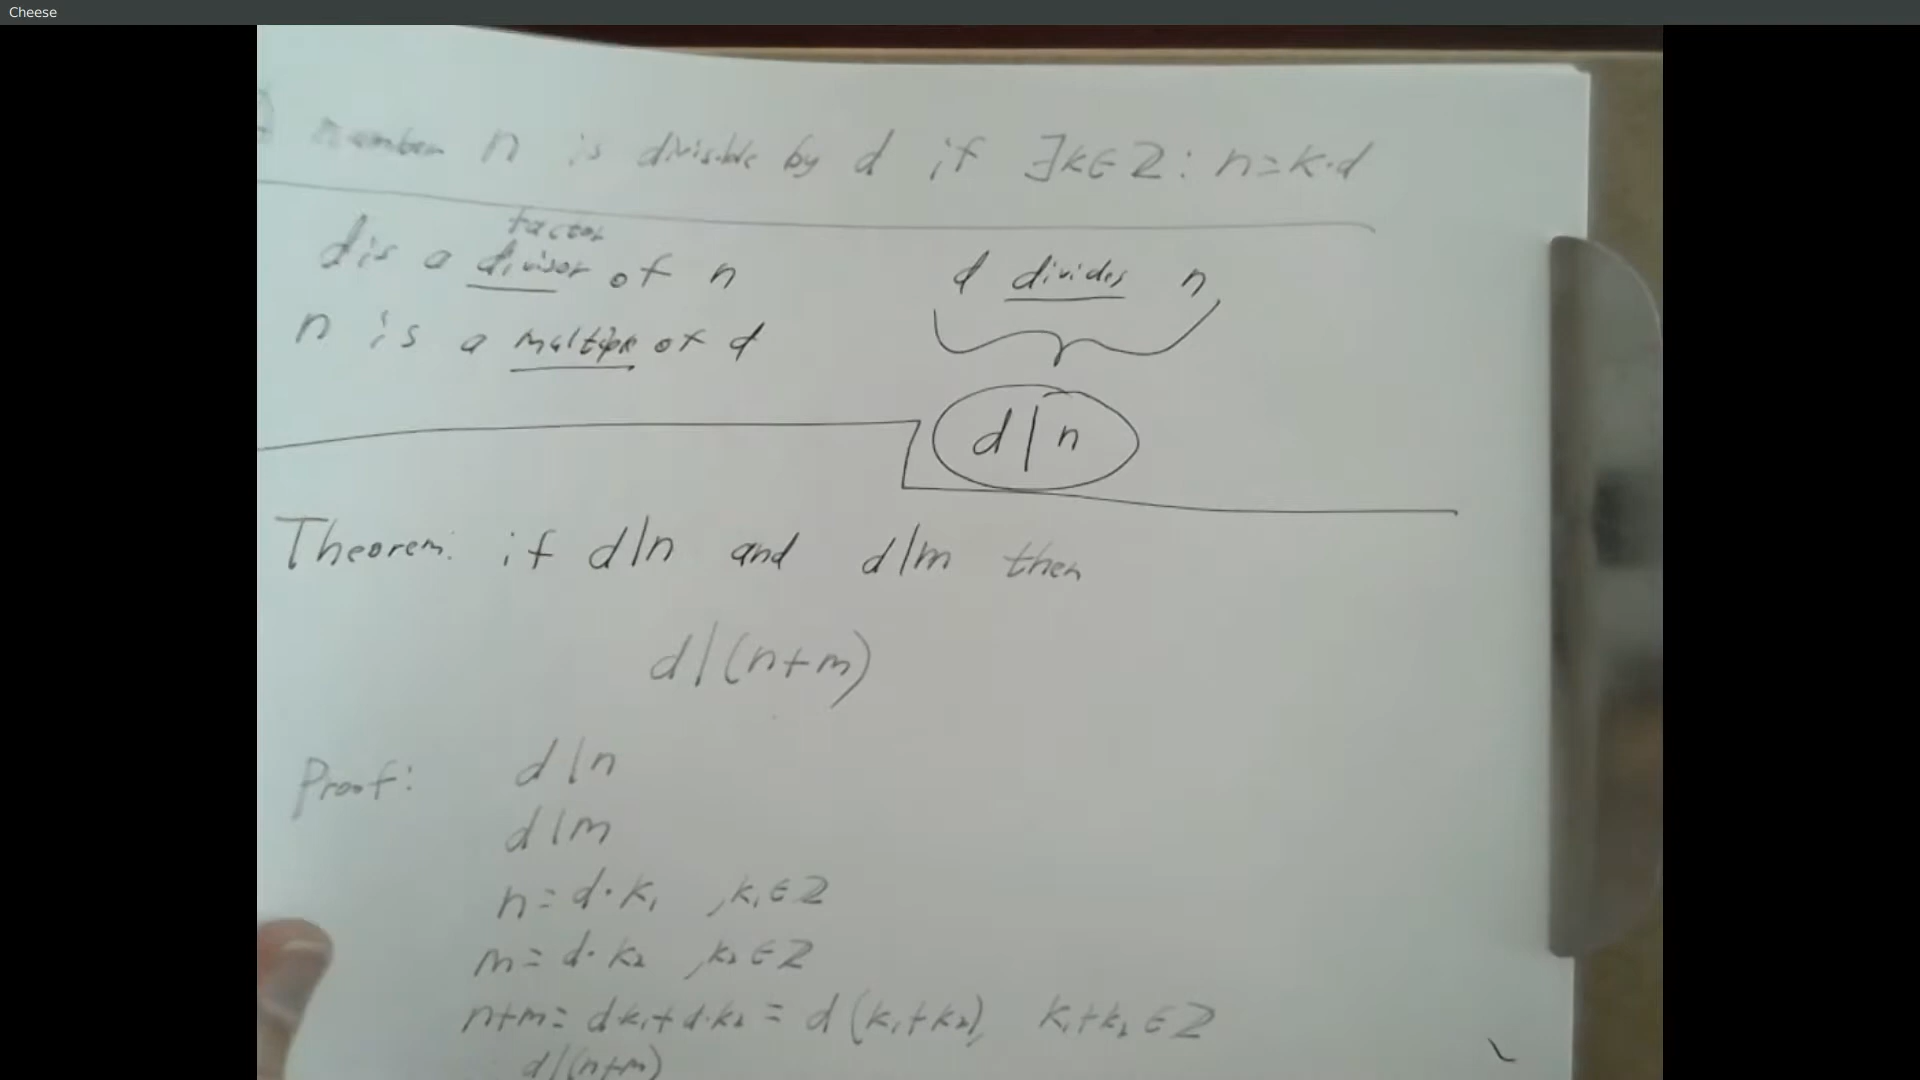 Cheese
A number n is divisible by d if ∃k∈ℤ: n=k·d
factor
d is a divisor of n
d divides n
n is a multiple of d
d|n
Theorem: if d|n and d|m then
d|(n+m)
Proof: d|n
d|m
n=d·k₁ , k₁∈ℤ
m=d·k₂ , k₂∈ℤ
n+m= d·k₁+d·k₂ = d(k₁+k₂), k₁+k₂∈ℤ
d|(n+m)